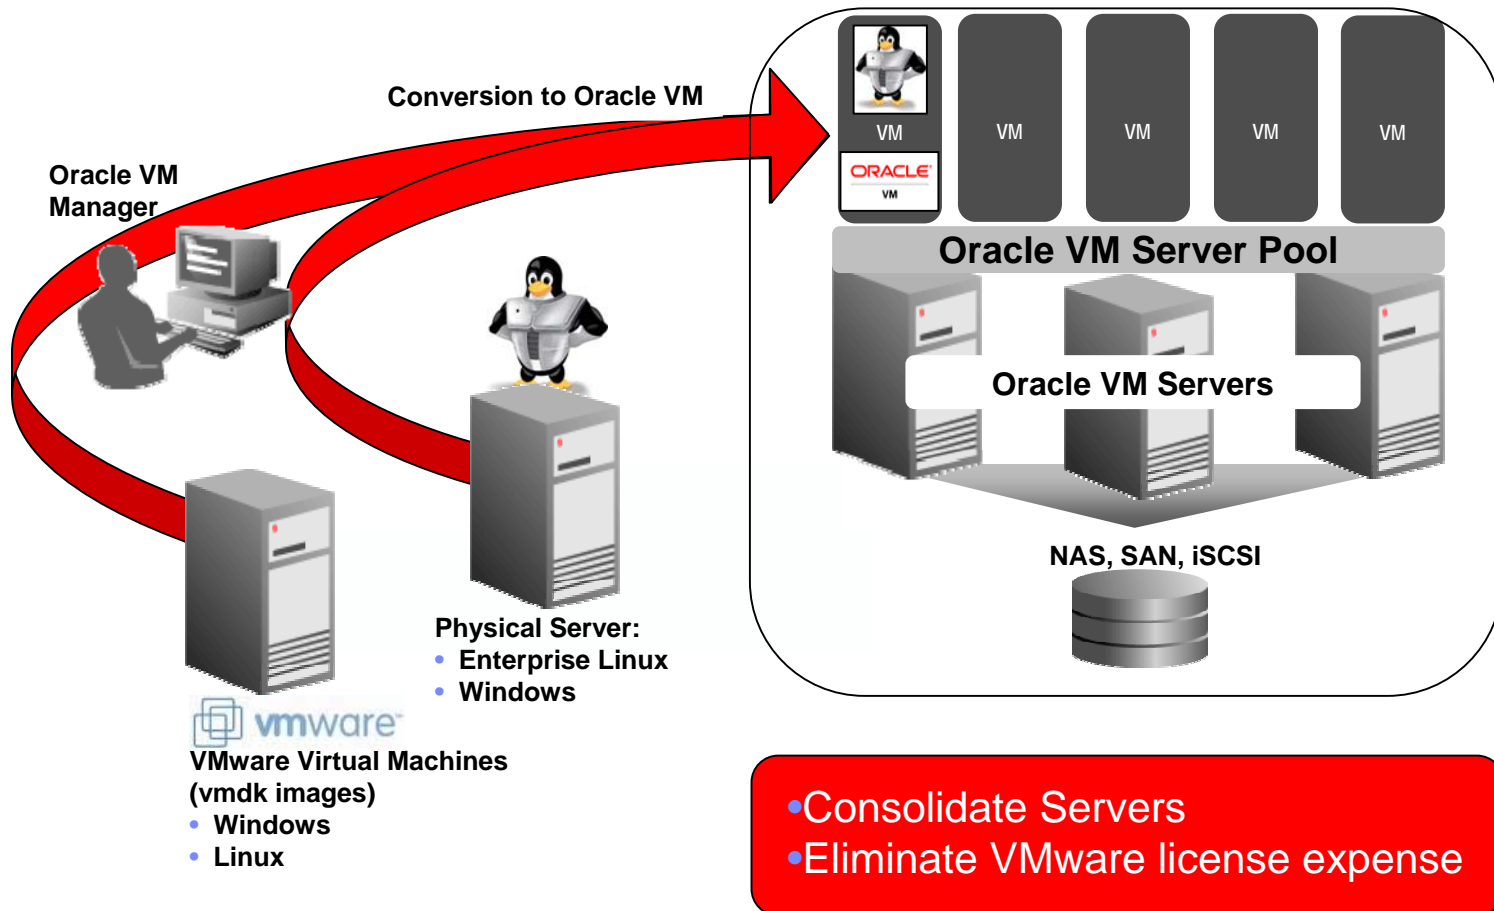 Conversion to Oracle VM
Oracle VM
Manager
VM
ORACLE
VM
VM
VM
VM
VM
Oracle VM Server Pool
Oracle VM Servers
NAS, SAN, iSCSI
Physical Server:
• Enterprise Linux
• Windows
vmware™
VMware Virtual Machines
(vmdk images)
• Windows
• Linux
•Consolidate Servers
•Eliminate VMware license expense